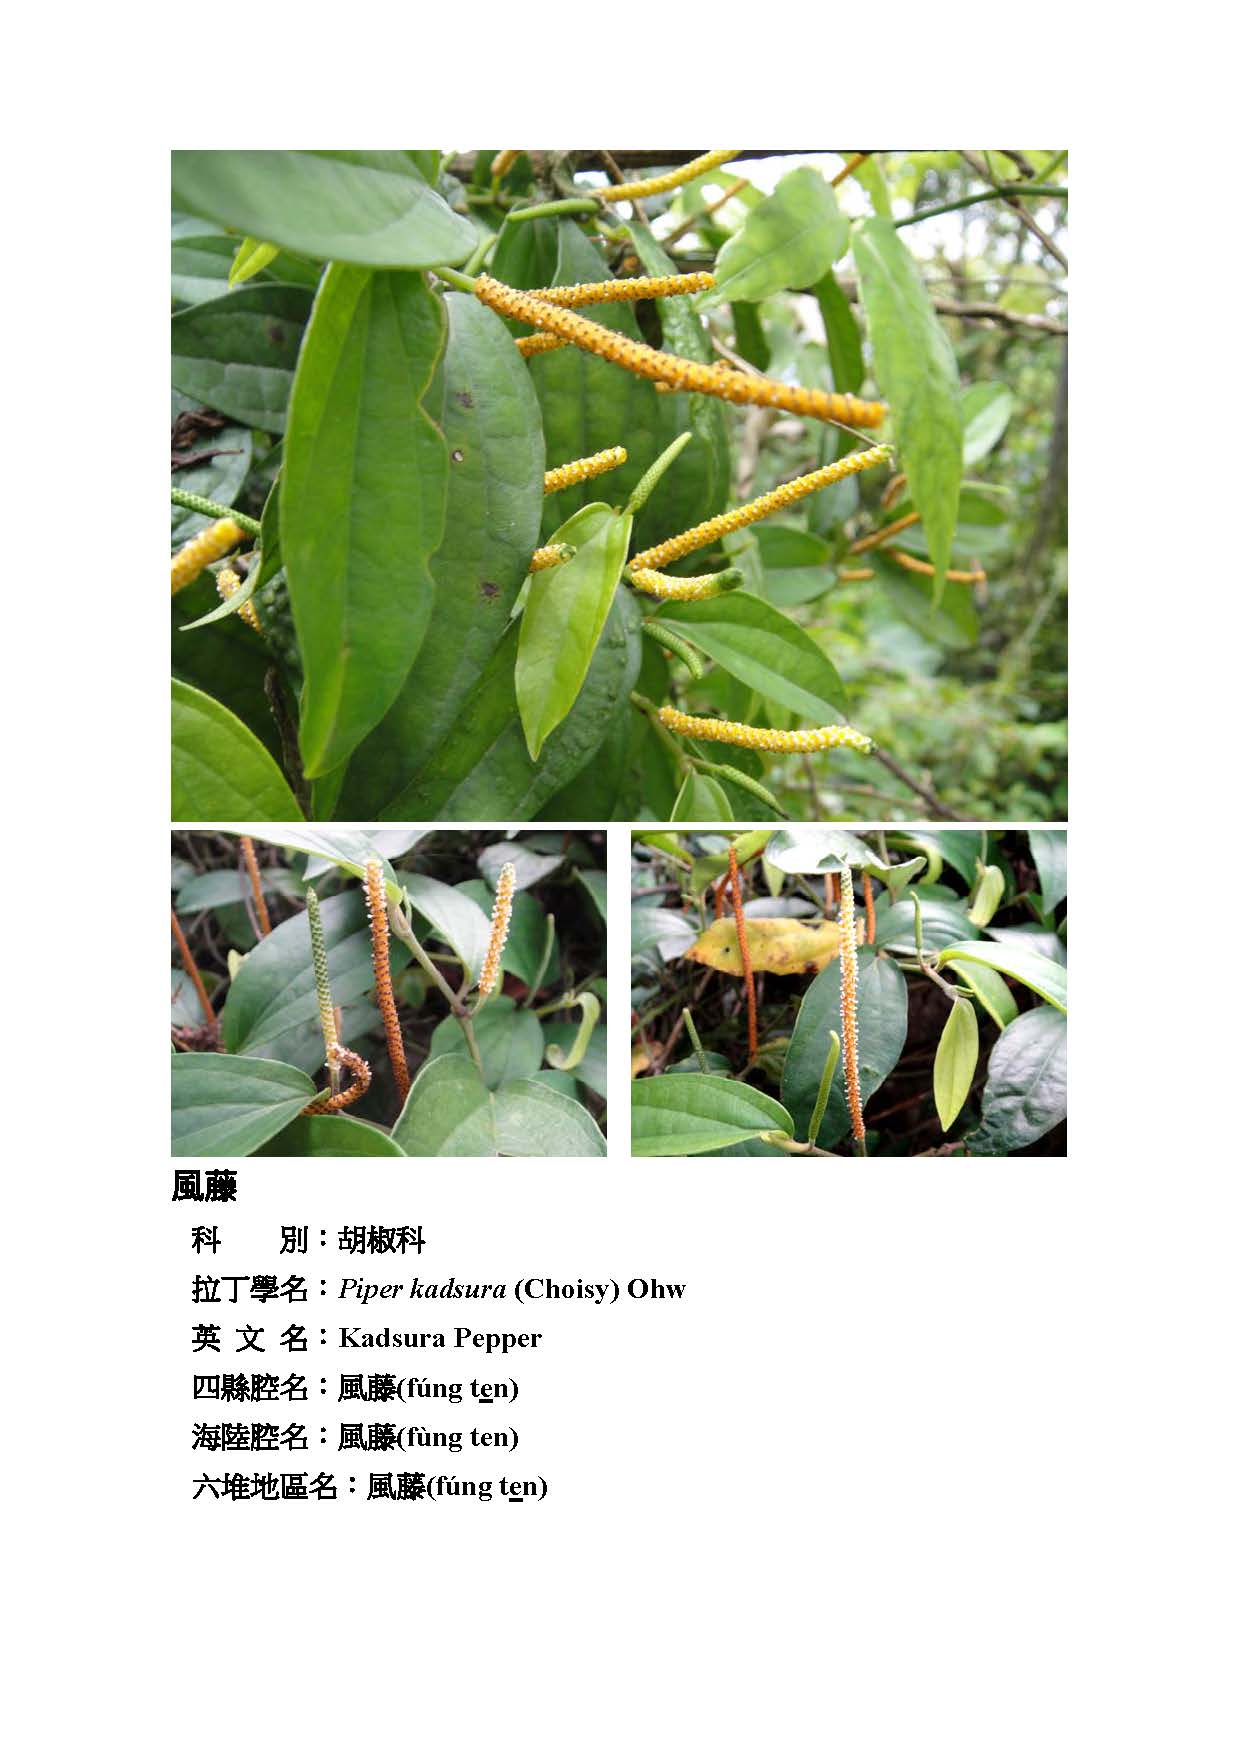 風藤
科　　別：胡椒科
拉丁學名：Piper kadsura (Choisy) Ohw
英 文 名：Kadsura Pepper
四縣腔名：風藤(fúng ten)
海陸腔名：風藤(fùng ten)
六堆地區名：風藤(fúng ten)